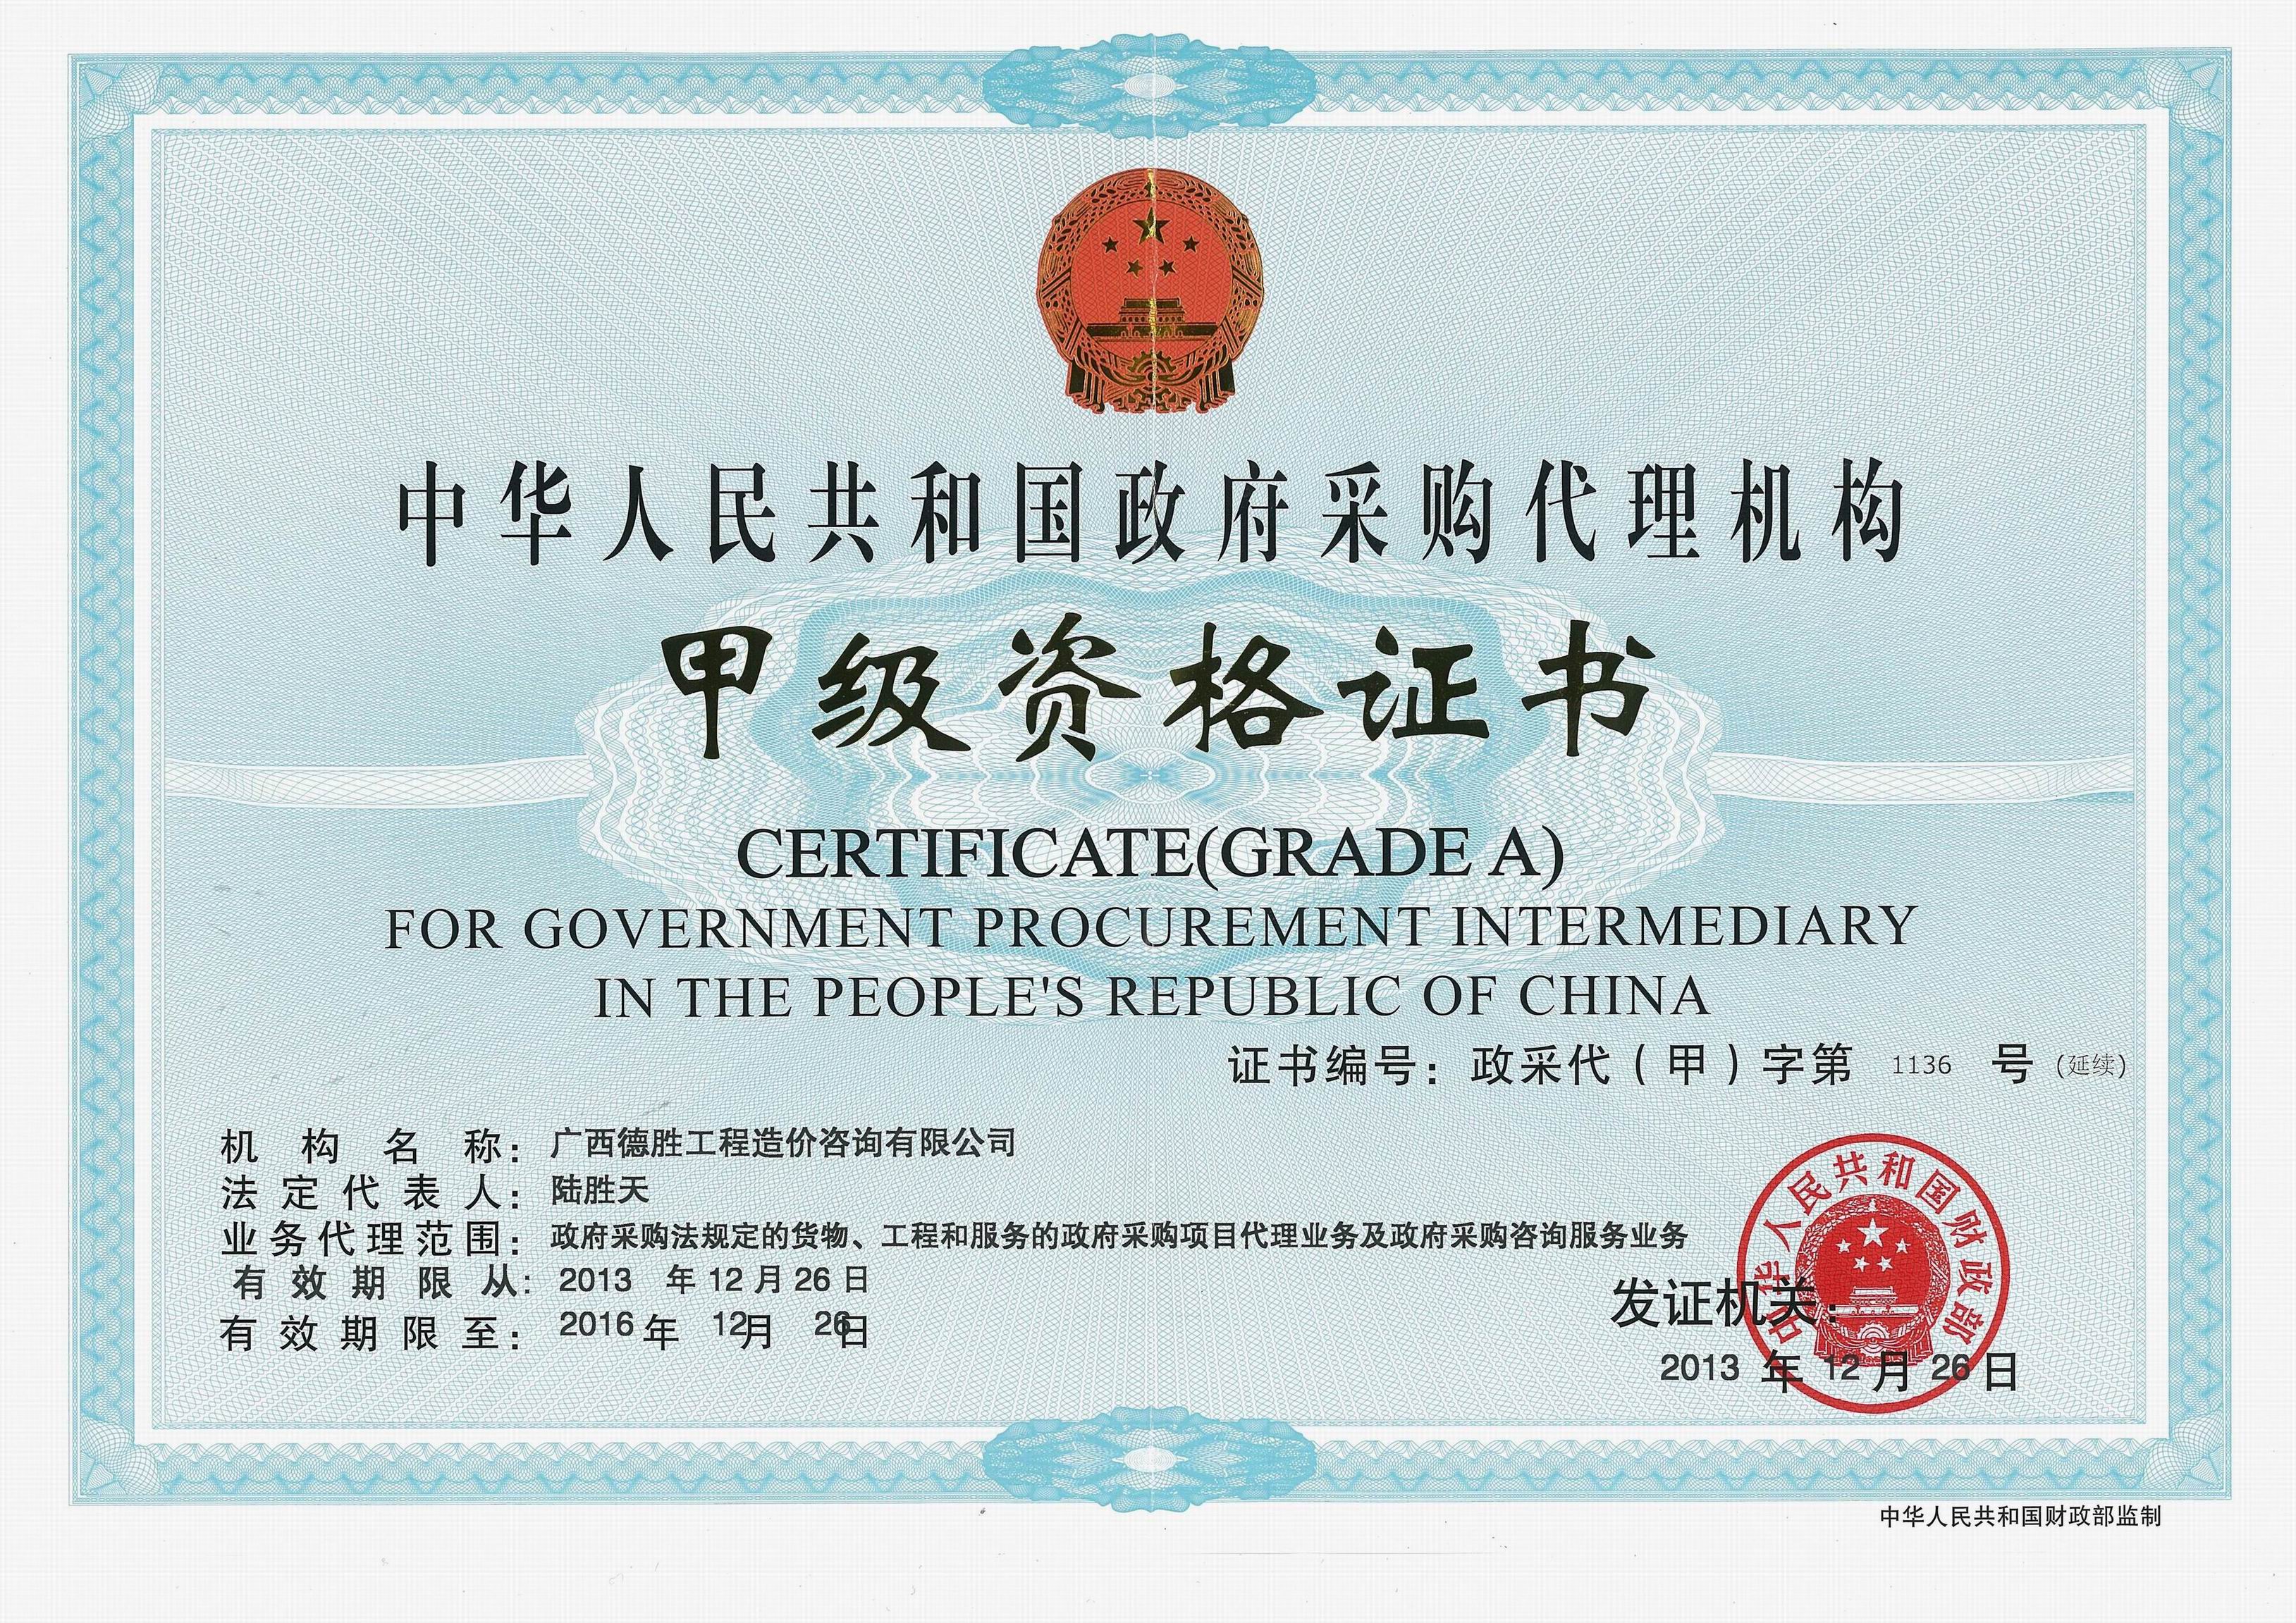 中华人民共和国政府采购代理机构
甲级资格证书
CERTIFICATE(GRADE A)
FOR GOVERNMENT PROCUREMENT INTERMEDIARY
IN THE PEOPLE'S REPUBLIC OF CHINA
证书编号：政采代（甲）字第 1136 号（延续）
机构名称：广西德胜工程造价咨询有限公司
法定代表人：陆胜天
业务代理范围：政府采购法规定的货物、工程和服务的政府采购项目代理业务及政府采购咨询服务业务
有效期限从：2013 年 12 月 26 日
有效期限至：2016 年 12 月 26 日
中华人民共和国财政部
发证机关：
2013 年 12 月 26 日
中华人民共和国财政部监制